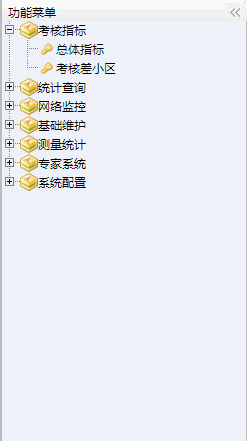 功能菜单
考核指标
总体指标
考核差小区
统计查询
网络监控
基础维护
测量统计
专家系统
系统配置